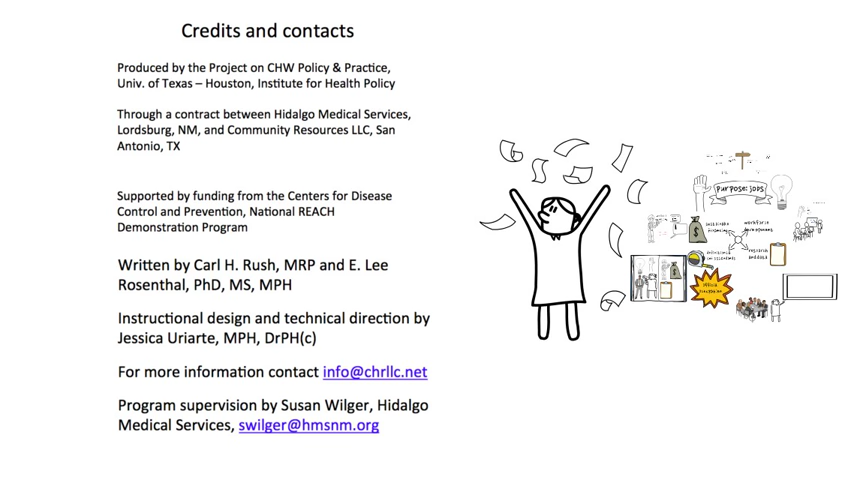 Credits and contacts
Produced by the Project on CHW Policy & Practice,
Univ. of Texas – Houston, Institute for Health Policy
Through a contract between Hidalgo Medical Services,
Lordsburg, NM, and Community Resources LLC, San
Antonio, TX
Supported by funding from the Centers for Disease
Control and Prevention, National REACH
Demonstration Program
Written by Carl H. Rush, MRP and E. Lee
Rosenthal, PhD, MS, MPH
Instructional design and technical direction by
Jessica Uriarte, MPH, DrPH(c)
For more information contact info@chrllc.net
Program supervision by Susan Wilger, Hidalgo
Medical Services, swilger@hmsnm.org
Purpose: jobs
workforce
development